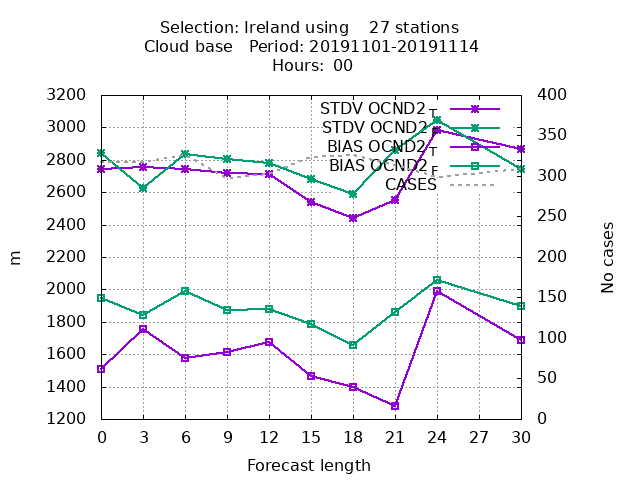 Selection: Ireland using 27 stations
Cloud base Period: 20191101-20191114
Hours: 00
3200
3000
2800
2600
2400
2200
2000
1800
1600
1400
1200
400
350
300
250
200
150
100
50
0
STDV OCND2 T
STDV OCND2 F
BIAS OCND2 T
BIAS OCND2 F
CASES
m
No cases
0 3 6 9 12 15 18 21 24 27 30
Forecast length